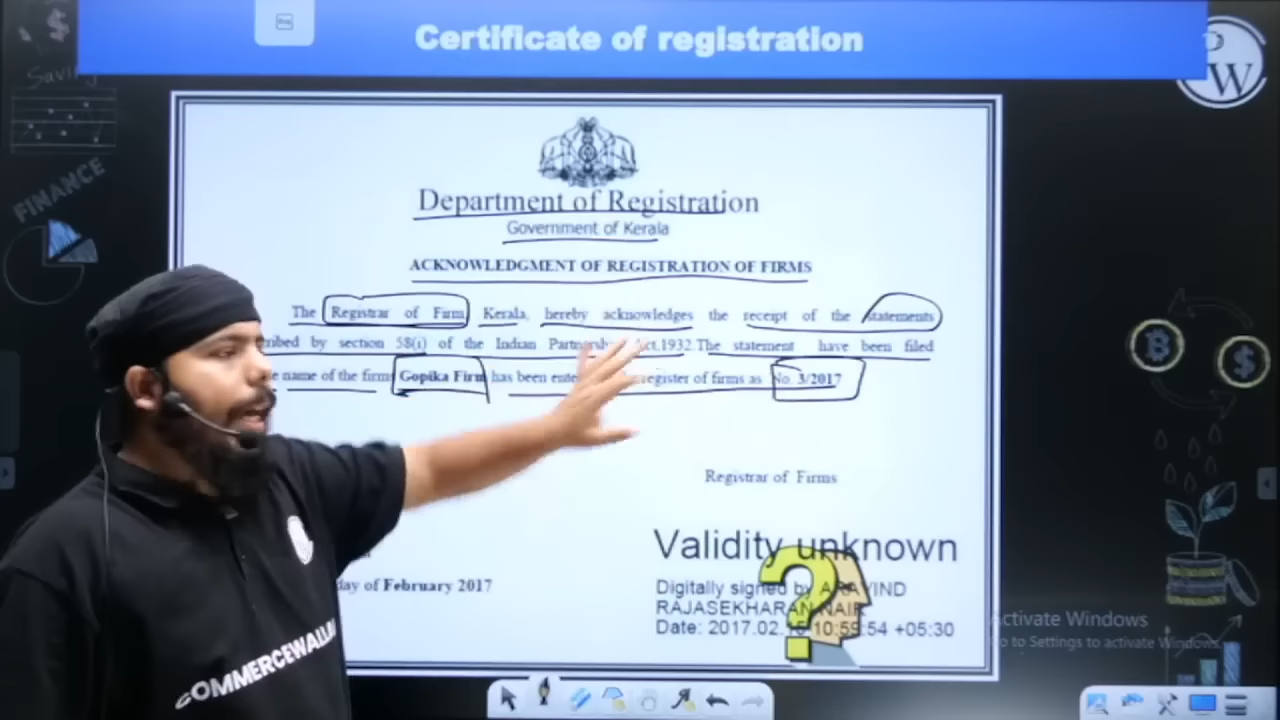 Certificate of registration
Saving
FINANCE
W
Department of Registration
Government of Kerala
ACKNOWLEDGMENT OF REGISTRATION OF FIRMS
The Registrar of Firms Kerala, hereby acknowledges the receipt of the statements
by section 58(i) of the Indian Partnership Act,1932.The statement have been filed
name of the firms Gopika Firm has been register of firms as No. 3/2017
Registrar of Firms
Validity unknown
day of February 2017
Digitally signed by ARAVIND
RAJASEKHARAN NAIR
Date: 2017.02. 10:59:54 +05:30
Activate Windows
to Settings to activate Windows.
COMMERCEWALLAH